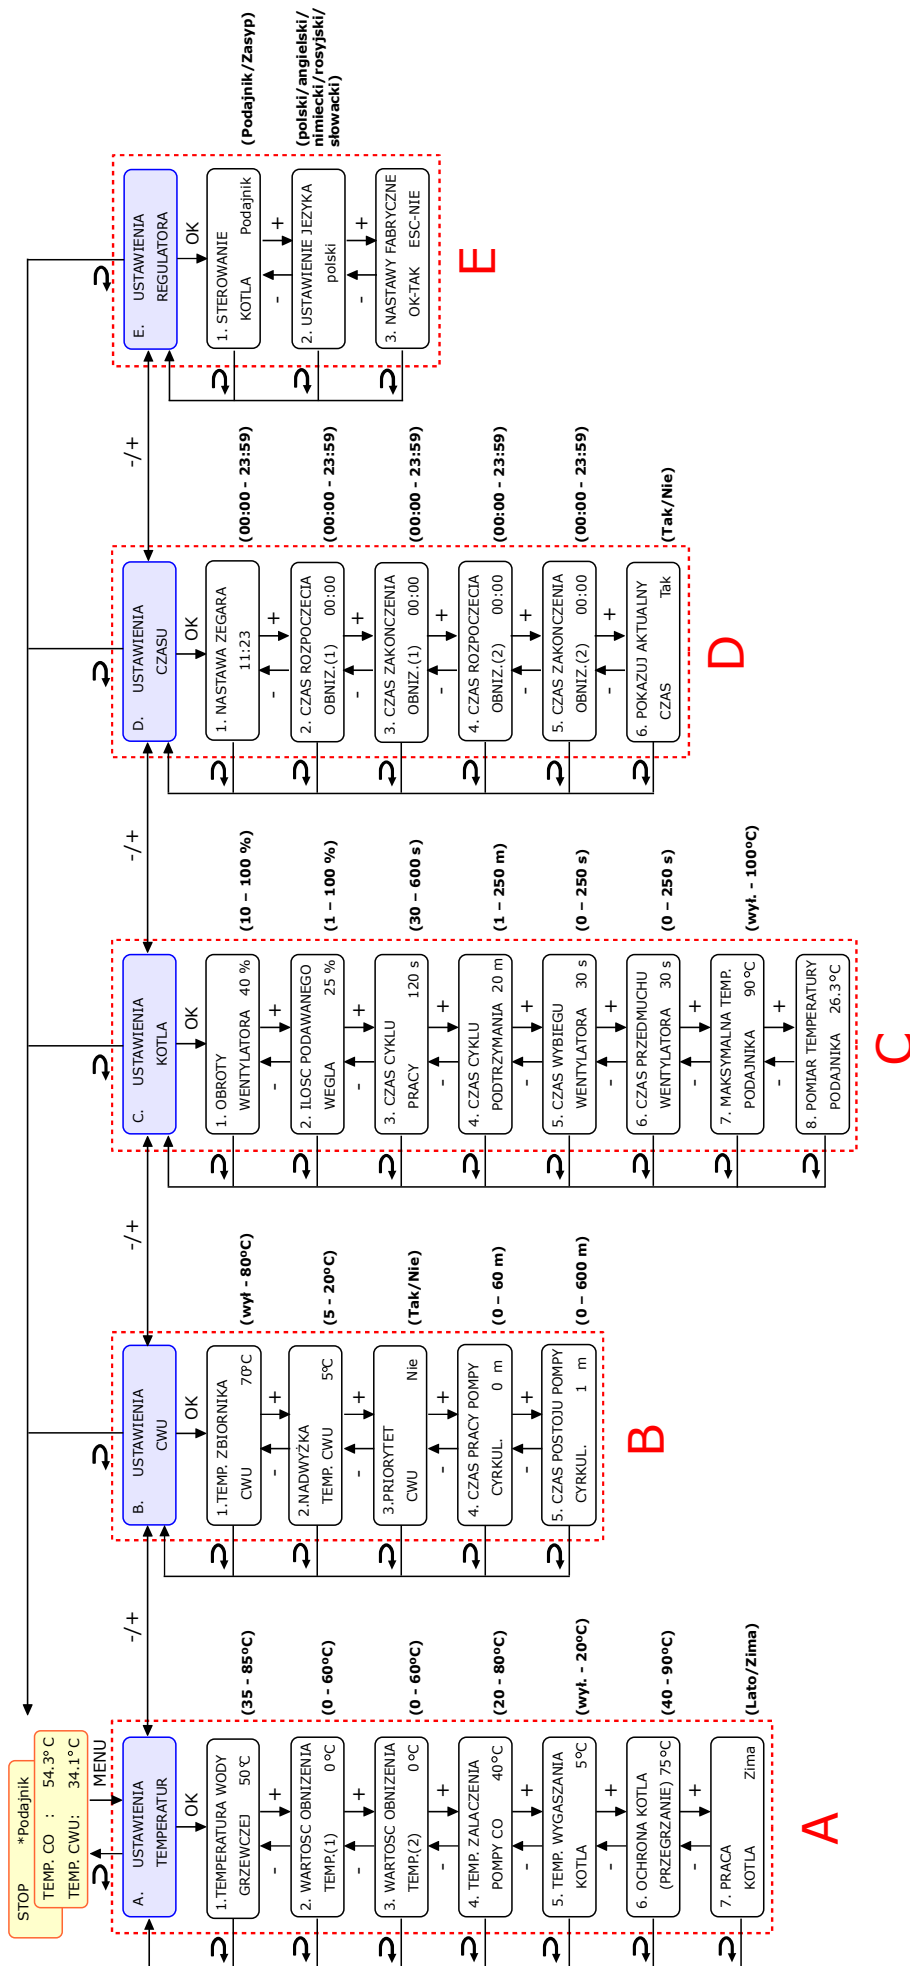 STOP *Podajnik
TEMP. CO : 54.3° C
TEMP. CWU: 34.1° C
MENU
A. USTAWIENIA
TEMPERATUR
OK
1.TEMPERATURA WODY
GRZEWCZEJ 50°C
(35 - 85ºC)
- +
2. WARTOSC OBNIZENIA
TEMP.(1) 0°C
(0 - 60ºC)
- +
3. WARTOSC OBNIZENIA
TEMP.(2) 0°C
(0 - 60ºC)
- +
4. TEMP. ZALACZENIA
POMPY CO 40°C
(20 - 80ºC)
- +
5. TEMP. WYGASZANIA
KOTLA 5°C
(wył. - 20ºC)
- +
6. OCHRONA KOTLA
(PRZEGRZANIE) 75°C
(40 - 90ºC)
- +
7. PRACA
KOTLA Zima
(Lato/Zima)
A
-/+
B. USTAWIENIA
CWU
OK
1.TEMP. ZBIORNIKA
CWU 70°C
(wył - 80ºC)
- +
2.NADWYŻKA
TEMP. CWU 5°C
(5 - 20ºC)
- +
3.PRIORYTET
CWU Nie
(Tak/Nie)
- +
4. CZAS PRACY POMPY
CYRKUL. 0 m
(0 – 60 m)
- +
5. CZAS POSTOJU POMPY
CYRKUL. 1 m
(0 – 600 m)
B
-/+
C. USTAWIENIA
KOTLA
OK
1. OBROTY
WENTYLATORA 40 %
(10 – 100 %)
- +
2. ILOSC PODAWANEGO
WEGLA 25 %
(1 – 100 %)
- +
3. CZAS CYKLU
PRACY 120 s
(30 – 600 s)
- +
4. CZAS CYKLU
PODTRZYMANIA 20 m
(1 – 250 m)
- +
5. CZAS WYBIEGU
WENTYLATORA 30 s
(0 – 250 s)
- +
6. CZAS PRZEDMUCHU
WENTYLATORA 30 s
(0 – 250 s)
- +
7. MAKSYMALNA TEMP.
PODAJNIKA 90°C
(wył. - 100ºC)
- +
8. POMIAR TEMPERATURY
PODAJNIKA 26.3°C
C
-/+
D. USTAWIENIA
CZASU
OK
1. NASTAWA ZEGARA
11:23
(00:00 - 23:59)
- +
2. CZAS ROZPOCZECIA
OBNIZ.(1) 00:00
(00:00 - 23:59)
- +
3. CZAS ZAKONCZENIA
OBNIZ.(1) 00:00
(00:00 - 23:59)
- +
4. CZAS ROZPOCZECIA
OBNIZ.(2) 00:00
(00:00 - 23:59)
- +
5. CZAS ZAKONCZENIA
OBNIZ.(2) 00:00
(00:00 - 23:59)
- +
6. POKAZUJ AKTUALNY
CZAS Tak
(Tak/Nie)
D
-/+
E. USTAWIENIA
REGULATORA
OK
1. STEROWANIE
KOTLA Podajnik
(Podajnik/Zasyp)
- +
2. USTAWIENIE JEZYKA
polski
(polski/angielski/
nimiecki/rosyjski/
słowacki)
- +
3. NASTAWY FABRYCZNE
OK-TAK ESC-NIE
E